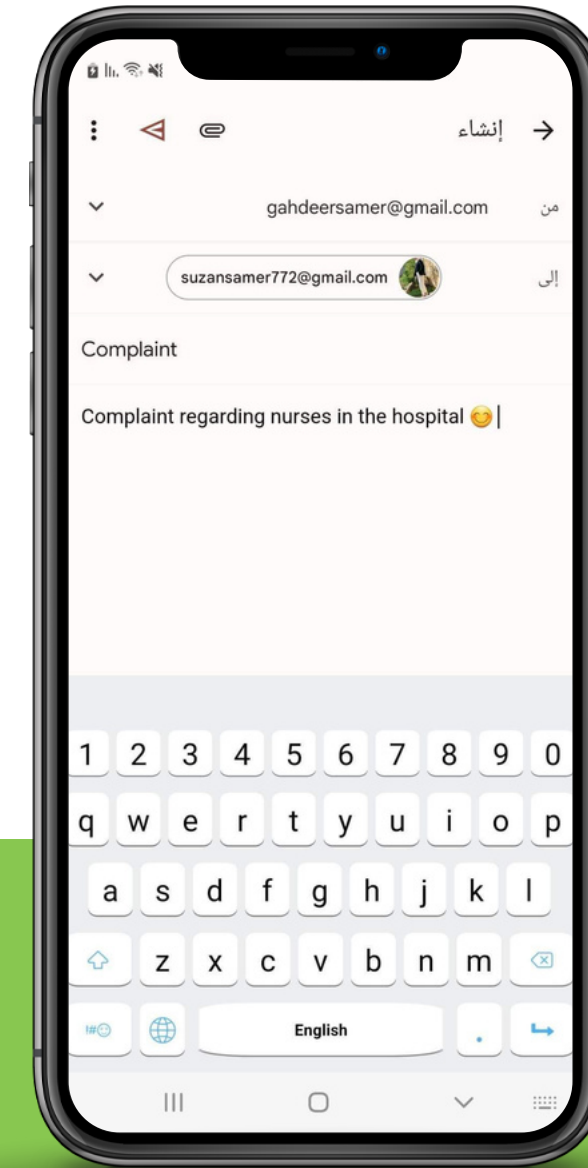 إنشاء
من gahdeersamer@gmail.com
إلى suzansamer772@gmail.com
Complaint
Complaint regarding nurses in the hospital 😊
1 2 3 4 5 6 7 8 9 0
q w e r t y u i o p
a s d f g h j k l
z x c v b n m
!#☺ English .